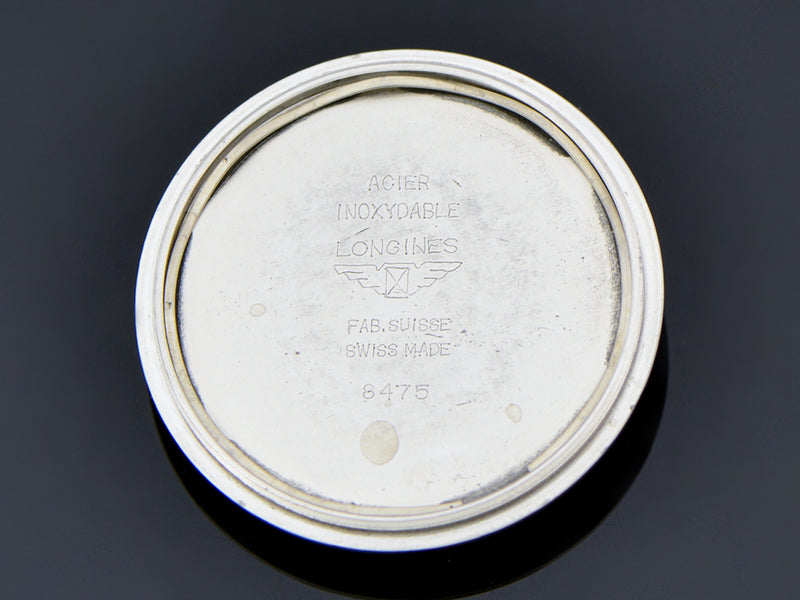 ACIER
INOXYDABLE
LONGINES
FAB. SUISSE
SWISS MADE
8475